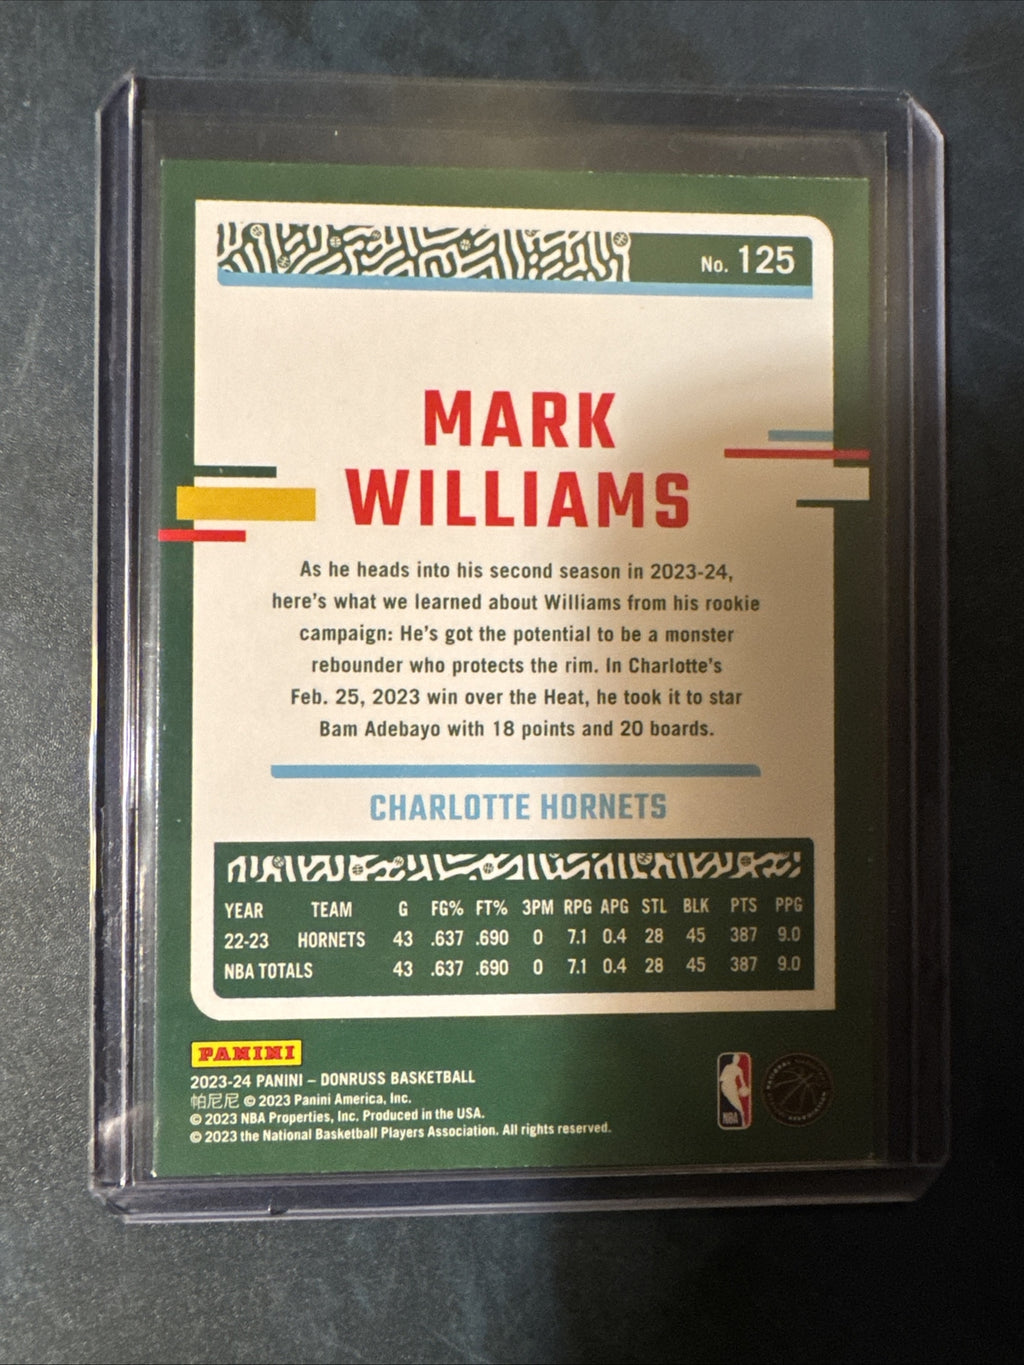 No. 125
MARK
WILLIAMS
As he heads into his second season in 2023-24,
here's what we learned about Williams from his rookie
campaign: He's got the potential to be a monster
rebounder who protects the rim. In Charlotte's
Feb. 25, 2023 win over the Heat, he took it to star
Bam Adebayo with 18 points and 20 boards.
CHARLOTTE HORNETS
YEAR TEAM G FG% FT% 3PM RPG APG STL BLK PTS PPG
22-23 HORNETS 43 .637 .690 0 7.1 0.4 28 45 387 9.0
NBA TOTALS 43 .637 .690 0 7.1 0.4 28 45 387 9.0
PANINI
2023-24 PANINI – DONRUSS BASKETBALL
帕尼尼 © 2023 Panini America, Inc.
© 2023 NBA Properties, Inc. Produced in the USA.
© 2023 the National Basketball Players Association. All rights reserved.
NBA